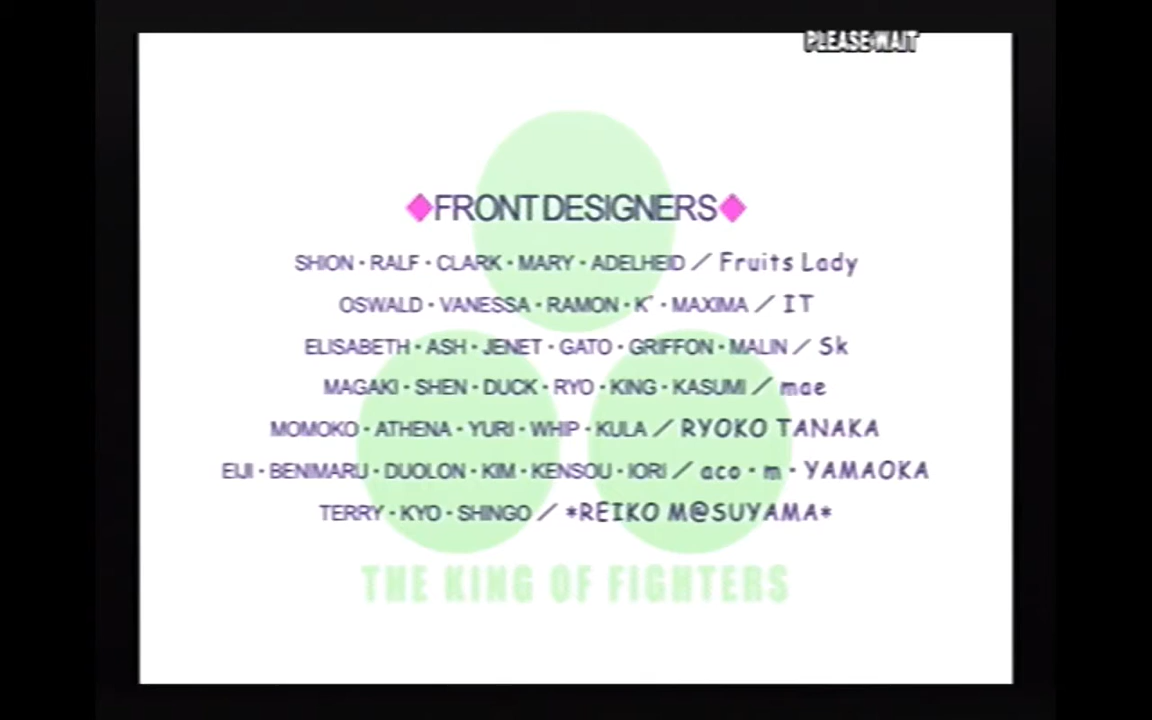 PLEASE WAIT
◆FRONT DESIGNERS◆
SHION・RALF・CLARK・MARY・ADELHEID／Fruits Lady
OSWALD・VANESSA・RAMON・K'・MAXIMA／IT
ELISABETH・ASH・JENET・GATO・GRIFFON・MALIN／Sk
MAGAKI・SHEN・DUCK・RYO・KING・KASUMI／mae
MOMOKO・ATHENA・YURI・WHIP・KULA／RYOKO TANAKA
EIJI・BENIMARU・DUOLON・KIM・KENSOU・IORI／aco・m・YAMAOKA
TERRY・KYO・SHINGO／*REIKO M@SUYAMA*
THE KING OF FIGHTERS